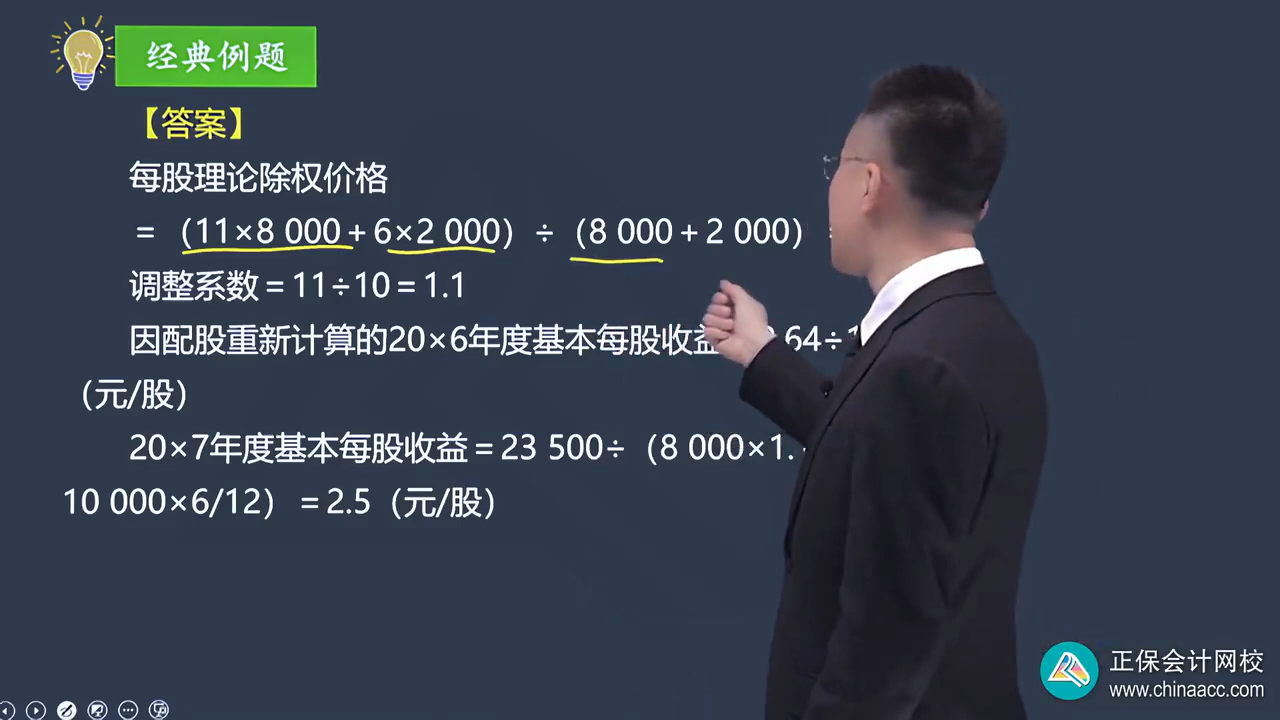 经典例题
【答案】
每股理论除权价格
=（11×8 000+6×2 000）÷（8 000+2 000）
调整系数=11÷10=1.1
因配股重新计算的20×6年度基本每股收益 64÷
（元/股）
20×7年度基本每股收益=23 500÷（8 000×1.
10 000×6/12）=2.5（元/股）
正保会计网校
www.chinaacc.com